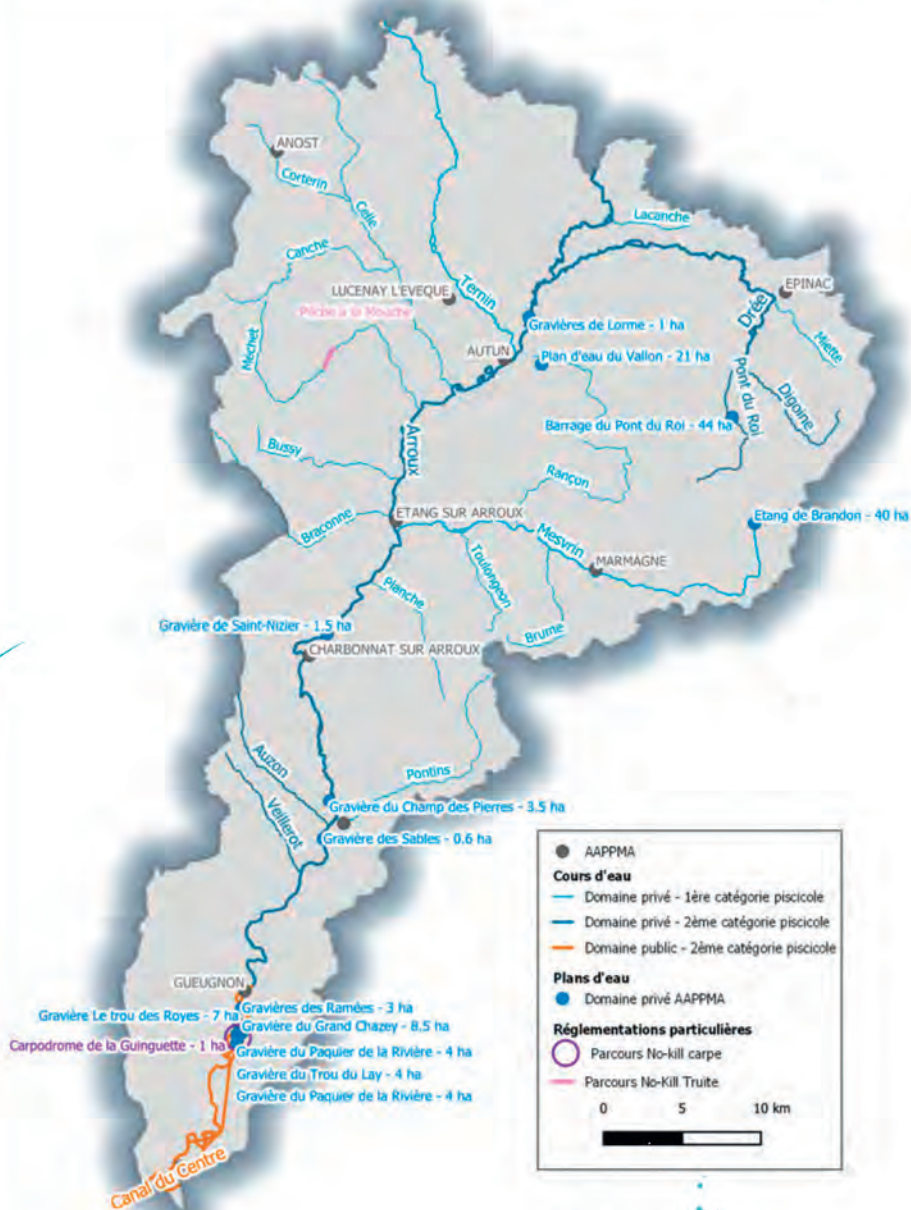 ANOST
Corterin
Celle
Lacanche
Canche
LUCENAY L'EVEQUE
Ternin
EPINAC
Pêche à la Mouche
Drée
Gravières de Lorme - 1 ha
Miette
AUTUN
Méchet
Plan d'eau du Vallon - 21 ha
Pont du Roi
Digoine
Barrage du Pont du Roi - 44 ha
Arroux
Bussy
Rançon
Braconne
ETANG SUR ARROUX
Etang de Brandon - 40 ha
Mesvrin
MARMAGNE
Toulongeon
Planche
Brume
Gravière de Saint-Nizier - 1.5 ha
CHARBONNAT SUR ARROUX
Auzon
Pontins
Veillerot
Gravière du Champ des Pierres - 3.5 ha
Gravière des Sables - 0.6 ha
GUEUGNON
Gravières des Ramées - 3 ha
Gravière Le trou des Royes - 7 ha
Gravière du Grand Chazey - 8.5 ha
Carpodrome de la Guinguette - 1 ha
Gravière du Paquier de la Rivière - 4 ha
Gravière du Trou du Lay - 4 ha
Gravière du Paquier de la Rivière - 4 ha
Canal du Centre
AAPPMA
Cours d'eau
Domaine privé - 1ère catégorie piscicole
Domaine privé - 2ème catégorie piscicole
Domaine public - 2ème catégorie piscicole
Plans d'eau
Domaine privé AAPPMA
Réglementations particulières
Parcours No-kill carpe
Parcours No-Kill Truite
0 5 10 km